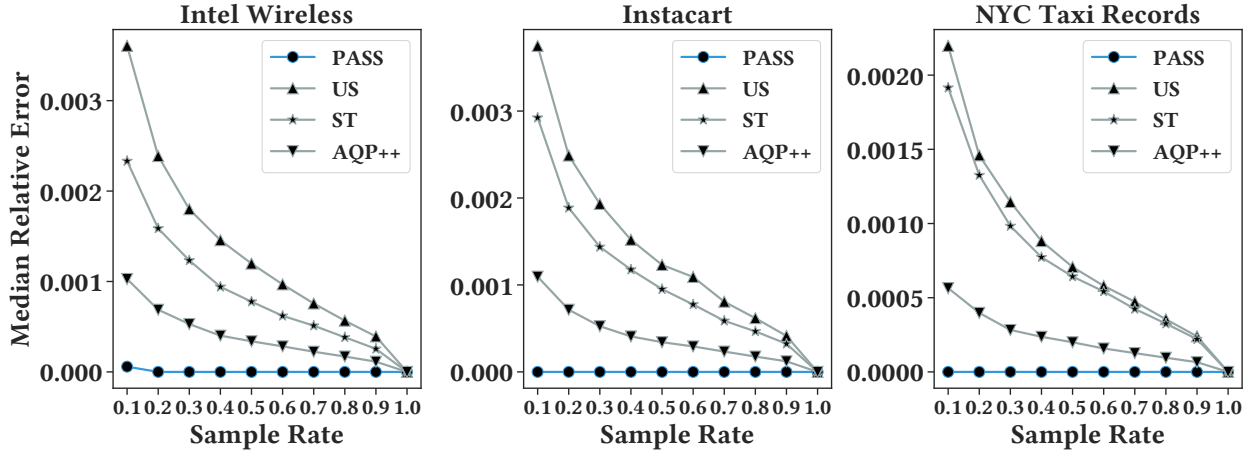 Intel Wireless
Median Relative Error
0.003
0.002
0.001
0.000
PASS
US
ST
AQP++
0.1 0.2 0.3 0.4 0.5 0.6 0.7 0.8 0.9 1.0
Sample Rate
Instacart
0.003
0.002
0.001
0.000
PASS
US
ST
AQP++
0.1 0.2 0.3 0.4 0.5 0.6 0.7 0.8 0.9 1.0
Sample Rate
NYC Taxi Records
0.0020
0.0015
0.0010
0.0005
0.0000
PASS
US
ST
AQP++
0.1 0.2 0.3 0.4 0.5 0.6 0.7 0.8 0.9 1.0
Sample Rate